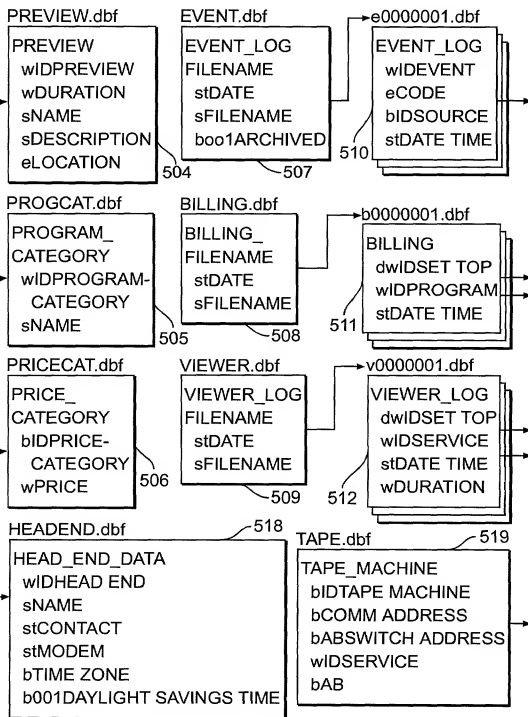 PREVIEW.dbf
PREVIEW
wIDPREVIEW
wDURATION
sNAME
sDESCRIPTION
eLOCATION
504
EVENT.dbf
EVENT_LOG
FILENAME
stDATE
sFILENAME
boo1ARCHIVED
507
e0000001.dbf
EVENT_LOG
wIDEVENT
eCODE
bIDSOURCE
stDATE TIME
510
PROGCAT.dbf
PROGRAM_
CATEGORY
wIDPROGRAM-
CATEGORY
sNAME
505
BILLING.dbf
BILLING_
FILENAME
stDATE
sFILENAME
508
b0000001.dbf
BILLING
dwIDSET TOP
wIDPROGRAM
stDATE TIME
511
PRICECAT.dbf
PRICE_
CATEGORY
bIDPRICE-
CATEGORY
wPRICE
506
VIEWER.dbf
VIEWER_LOG
FILENAME
stDATE
sFILENAME
509
v0000001.dbf
VIEWER_LOG
dwIDSET TOP
wIDSERVICE
stDATE TIME
wDURATION
512
HEADEND.dbf
518
HEAD_END_DATA
wIDHEAD END
sNAME
stCONTACT
stMODEM
bTIME ZONE
b001DAYLIGHT SAVINGS TIME
TAPE.dbf
519
TAPE_MACHINE
bIDTAPE MACHINE
bCOMM ADDRESS
bABSWITCH ADDRESS
wIDSERVICE
bAB